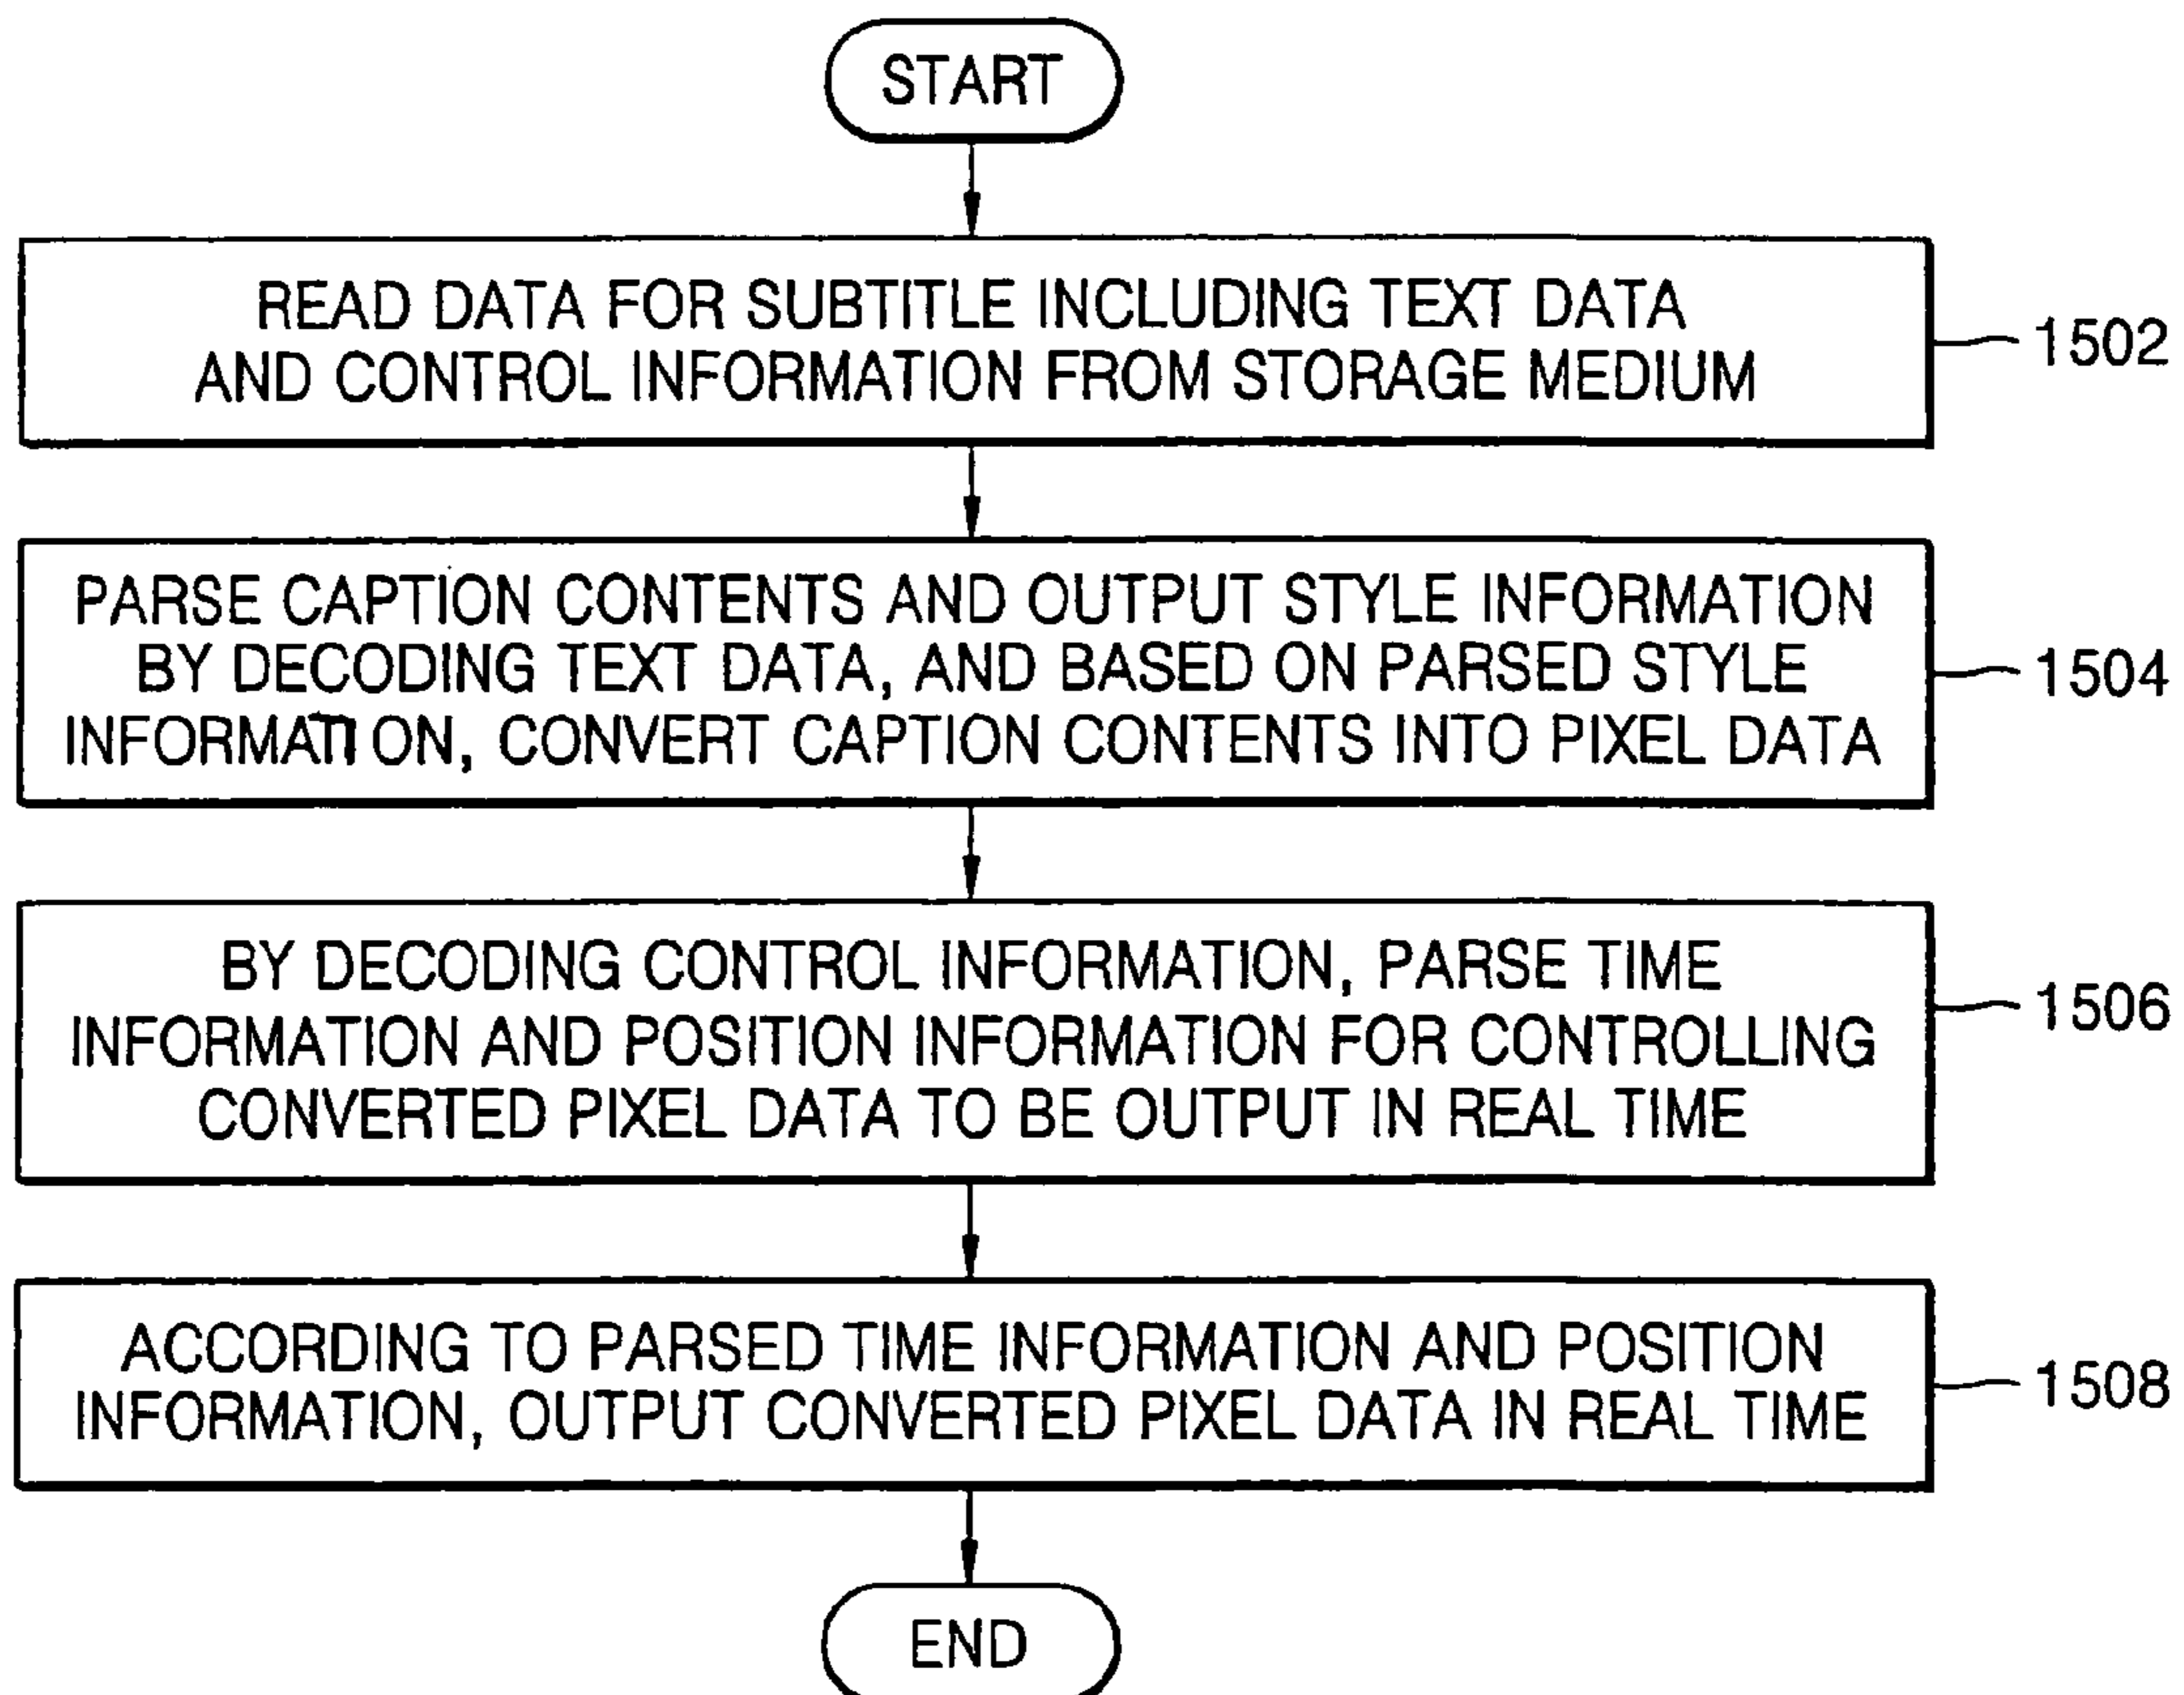 START
READ DATA FOR SUBTITLE INCLUDING TEXT DATA
AND CONTROL INFORMATION FROM STORAGE MEDIUM
1502
PARSE CAPTION CONTENTS AND OUTPUT STYLE INFORMATION
BY DECODING TEXT DATA, AND BASED ON PARSED STYLE
INFORMATION, CONVERT CAPTION CONTENTS INTO PIXEL DATA
1504
BY DECODING CONTROL INFORMATION, PARSE TIME
INFORMATION AND POSITION INFORMATION FOR CONTROLLING
CONVERTED PIXEL DATA TO BE OUTPUT IN REAL TIME
1506
ACCORDING TO PARSED TIME INFORMATION AND POSITION
INFORMATION, OUTPUT CONVERTED PIXEL DATA IN REAL TIME
1508
END